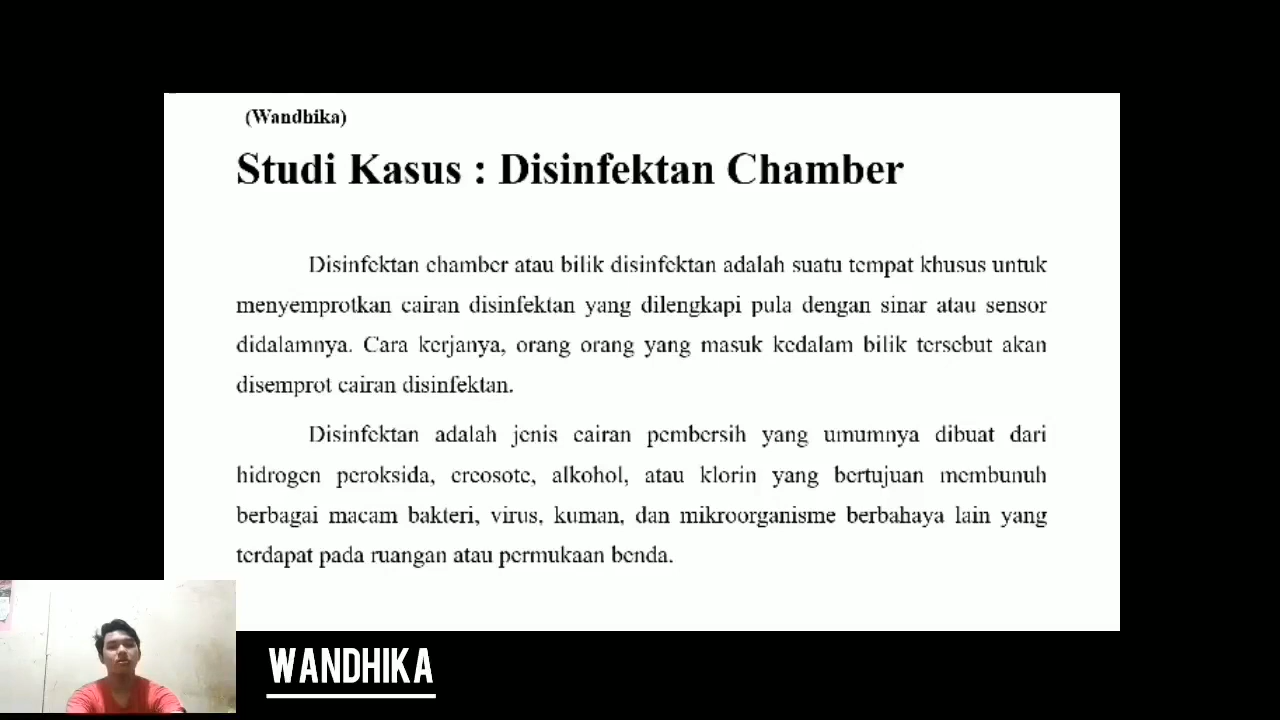 (Wandhika)
Studi Kasus : Disinfektan Chamber
Disinfektan chamber atau bilik disinfektan adalah suatu tempat khusus untuk
menyemprotkan cairan disinfektan yang dilengkapi pula dengan sinar atau sensor
didalamnya. Cara kerjanya, orang orang yang masuk kedalam bilik tersebut akan
disemprot cairan disinfektan.
Disinfektan adalah jenis cairan pembersih yang umumnya dibuat dari
hidrogen peroksida, creosote, alkohol, atau klorin yang bertujuan membunuh
berbagai macam bakteri, virus, kuman, dan mikroorganisme berbahaya lain yang
terdapat pada ruangan atau permukaan benda.
WANDHIKA